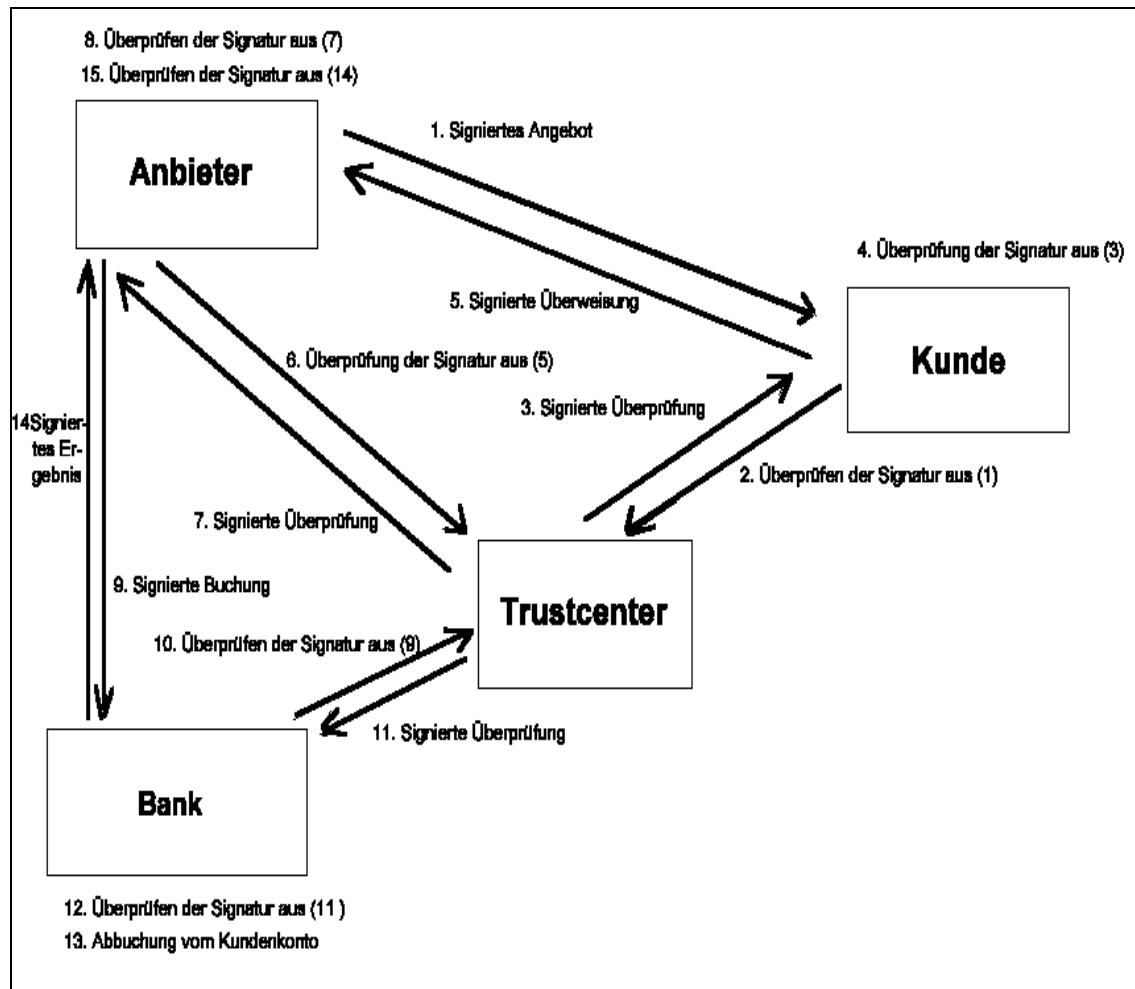 8. Überprüfen der Signatur aus (7)
15. Überprüfen der Signatur aus (14)
Anbieter
1. Signiertes Angebot
4. Überprüfung der Signatur aus (3)
5. Signierte Überweisung
Kunde
6. Überprüfung der Signatur aus (5)
3. Signierte Überprüfung
14Signier-
tes Er-
gebnis
2. Überprüfen der Signatur aus (1)
7. Signierte Überprüfung
9. Signierte Buchung
Trustcenter
10. Überprüfen der Signatur aus (9)
11. Signierte Überprüfung
Bank
12. Überprüfen der Signatur aus (11 )
13. Abbuchung vom Kundenkonto